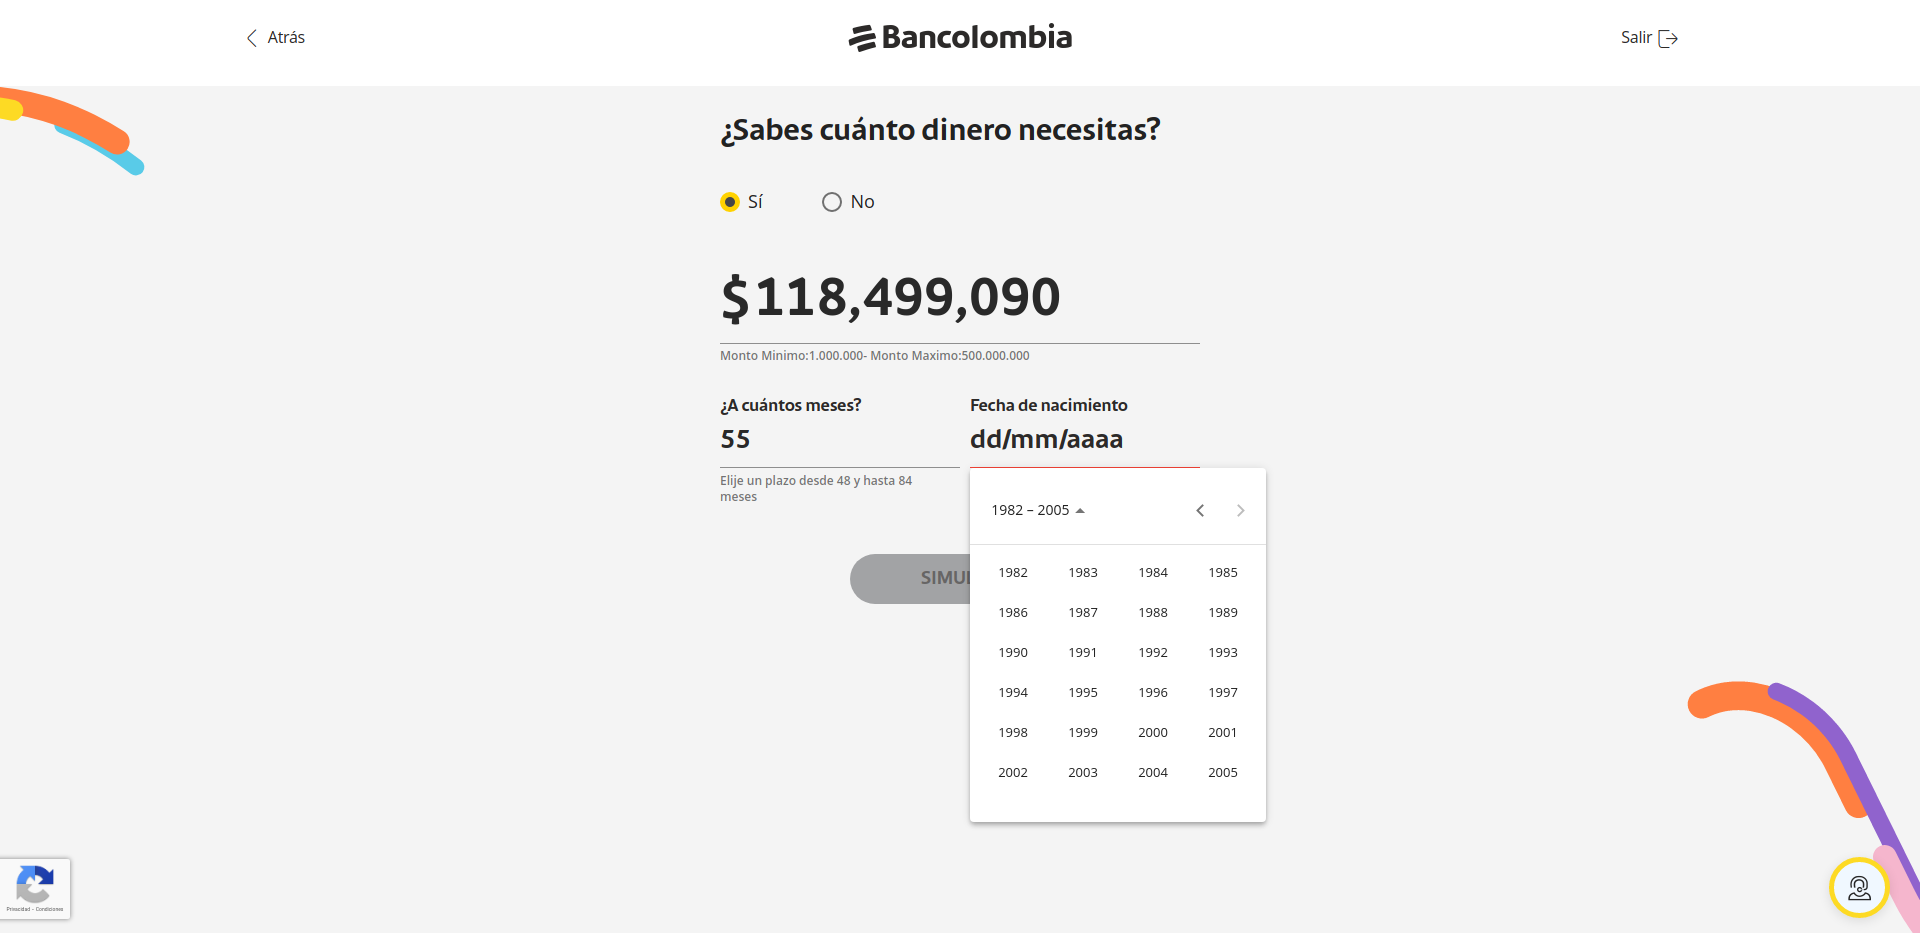 Atrás
Bancolombia
Salir
¿Sabes cuánto dinero necesitas?
Sí
No
$118,499,090
Monto Minimo:1.000.000- Monto Maximo:500.000.000
¿A cuántos meses?
Fecha de nacimiento
55
dd/mm/aaaa
Elije un plazo desde 48 y hasta 84
meses
1982 – 2005
SIMUL
1982 1983 1984 1985
1986 1987 1988 1989
1990 1991 1992 1993
1994 1995 1996 1997
1998 1999 2000 2001
2002 2003 2004 2005
Privacidad - Condiciones